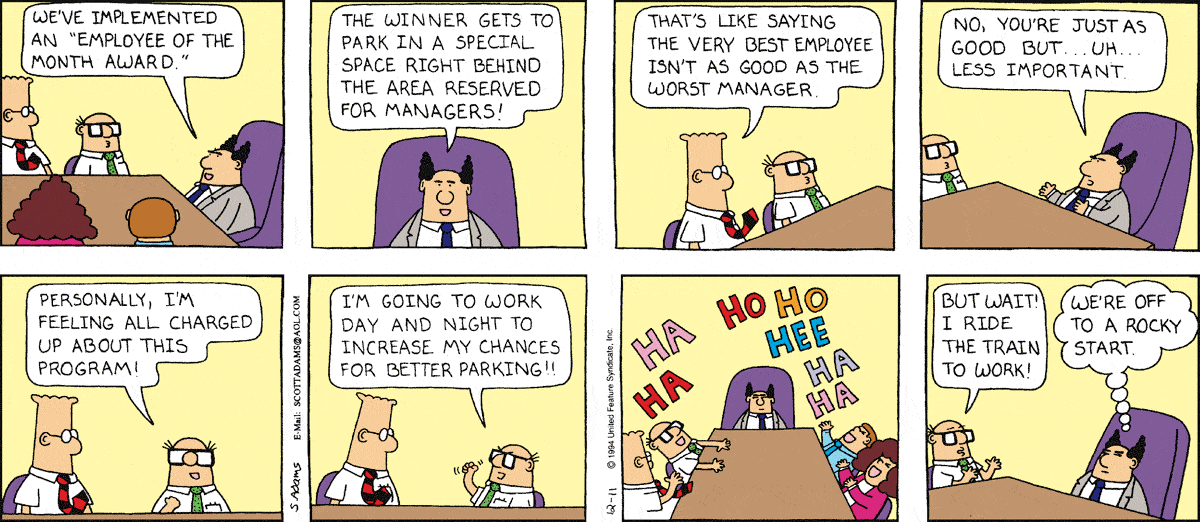 WE'VE IMPLEMENTED
AN "EMPLOYEE OF THE
MONTH AWARD."
THE WINNER GETS TO
PARK IN A SPECIAL
SPACE RIGHT BEHIND
THE AREA RESERVED
FOR MANAGERS!
THAT'S LIKE SAYING
THE VERY BEST EMPLOYEE
ISN'T AS GOOD AS THE
WORST MANAGER.
NO, YOU'RE JUST AS
GOOD BUT...UH...
LESS IMPORTANT.
PERSONALLY, I'M
FEELING ALL CHARGED
UP ABOUT THIS
PROGRAM!
S. Adams
E-Mail: SCOTTADAMS@AOL.COM
I'M GOING TO WORK
DAY AND NIGHT TO
INCREASE MY CHANCES
FOR BETTER PARKING!!
12-11
© 1994 United Feature Syndicate, Inc.
HA
HA
HO HO
HEE
HA
HA
BUT WAIT!
I RIDE
THE TRAIN
TO WORK!
WE'RE OFF
TO A ROCKY
START.